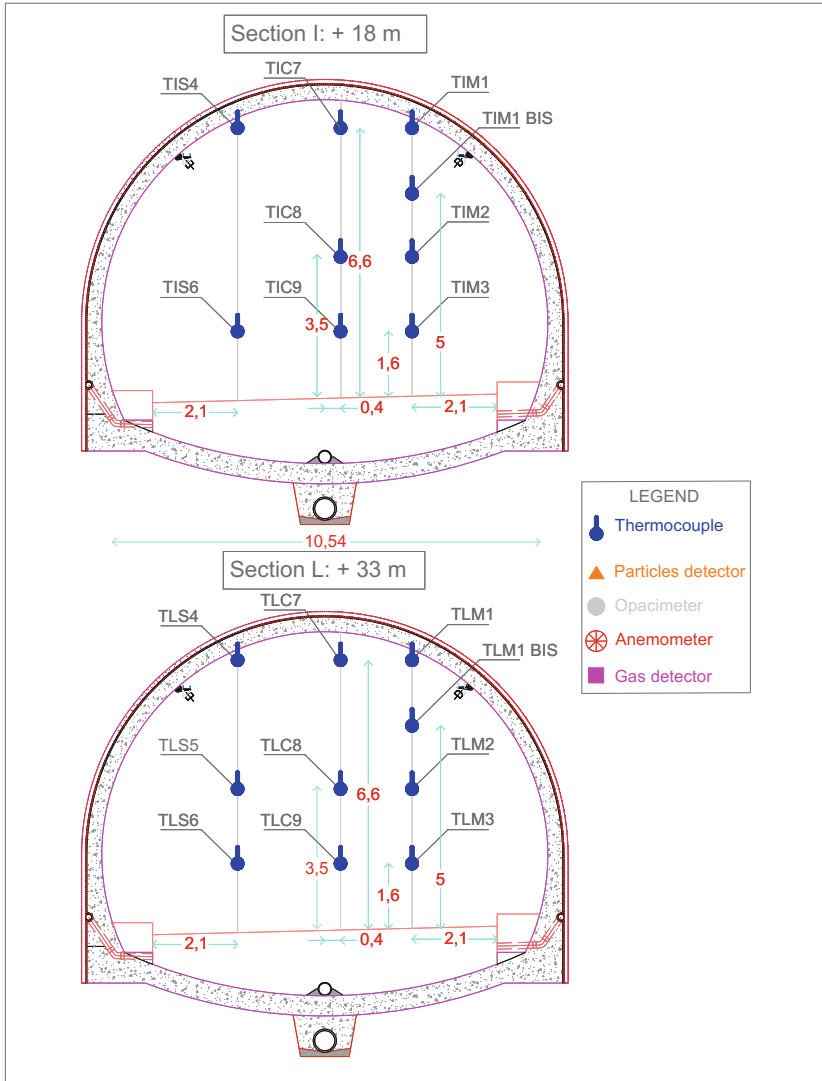 Section I: + 18 m
TIS4
TIC7
TIM1
TIM1 BIS
TIC8
TIM2
6,6
TIS6
TIC9
TIM3
3,5
5
1,6
2,1
0,4
2,1
10,54
Section L: + 33 m
TLS4
TLC7
TLM1
TLM1 BIS
TLS5
TLC8
TLM2
6,6
TLS6
TLC9
TLM3
3,5
5
1,6
2,1
0,4
2,1
LEGEND
Thermocouple
Particles detector
Opacimeter
Anemometer
Gas detector